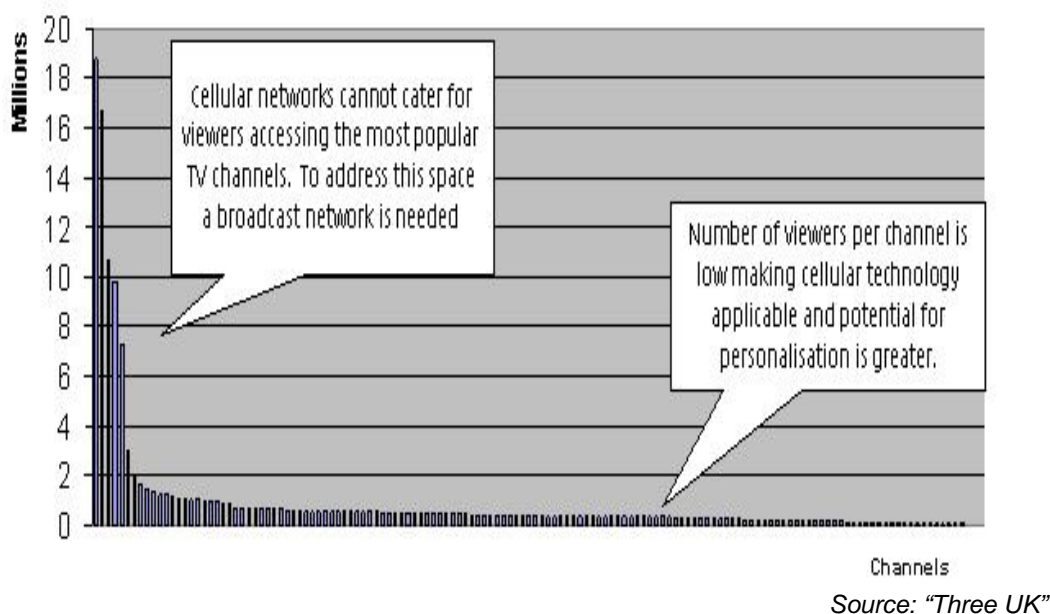 Millions
20
18
16
14
12
10
8
6
4
2
0
Cellular networks cannot cater for
viewers accessing the most popular
TV channels. To address this space
a broadcast network is needed
Number of viewers per channel is
low making cellular technology
applicable and potential for
personalisation is greater.
Channels
Source: “Three UK”